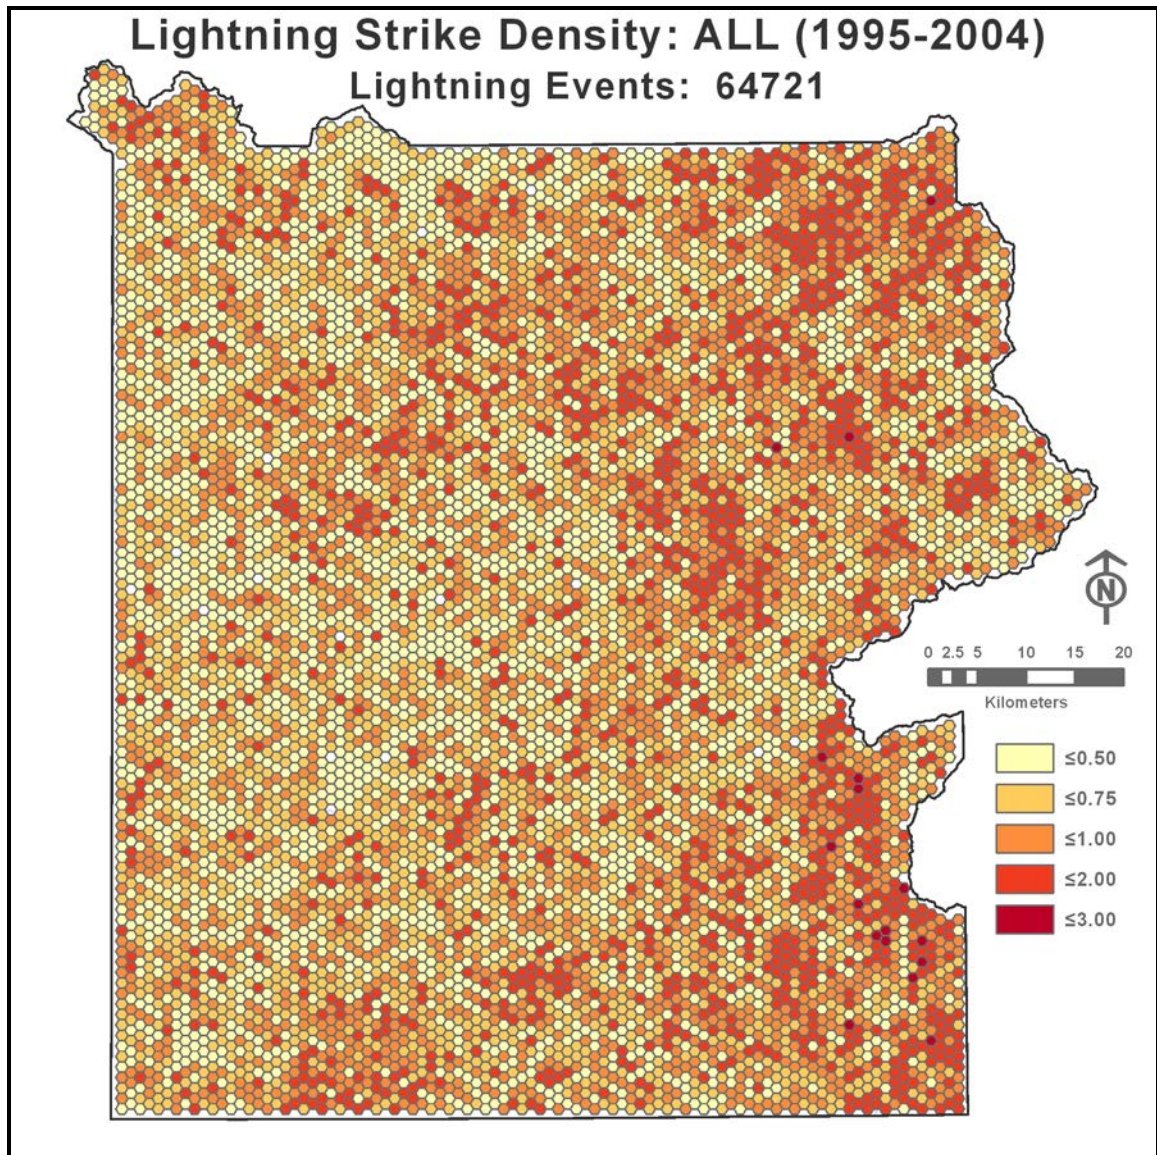 Lightning Strike Density: ALL (1995-2004)
Lightning Events: 64721
N
0 2.5 5 10 15 20
Kilometers
≤0.50
≤0.75
≤1.00
≤2.00
≤3.00